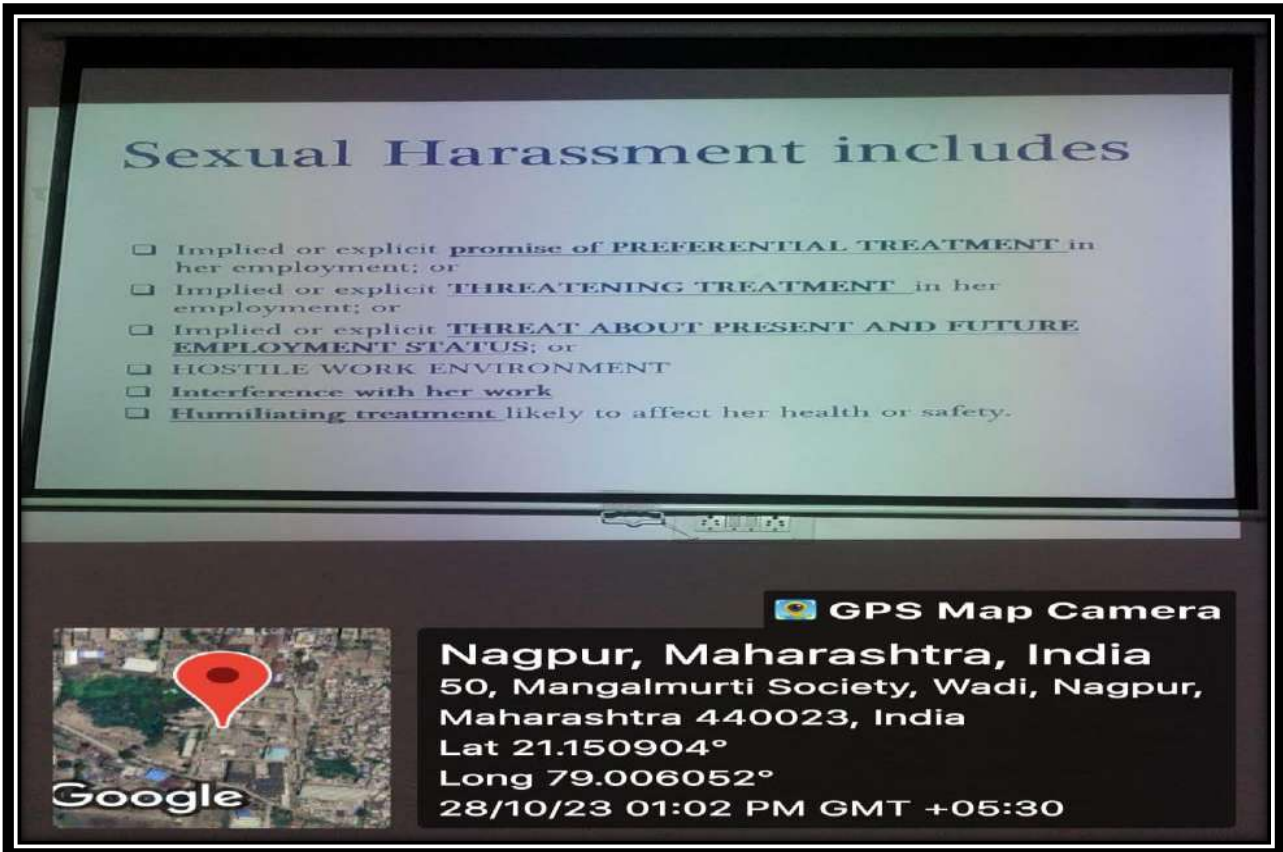 Sexual Harassment includes
❑ Implied or explicit promise of PREFERENTIAL TREATMENT in
her employment; or
❑ Implied or explicit THREATENING TREATMENT in her
employment; or
❑ Implied or explicit THREAT ABOUT PRESENT AND FUTURE
EMPLOYMENT STATUS; or
❑ HOSTILE WORK ENVIRONMENT
❑ Interference with her work
❑ Humiliating treatment likely to affect her health or safety.
GPS Map Camera
Nagpur, Maharashtra, India
50, Mangalmurti Society, Wadi, Nagpur,
Maharashtra 440023, India
Lat 21.150904°
Long 79.006052°
28/10/23 01:02 PM GMT +05:30
Google